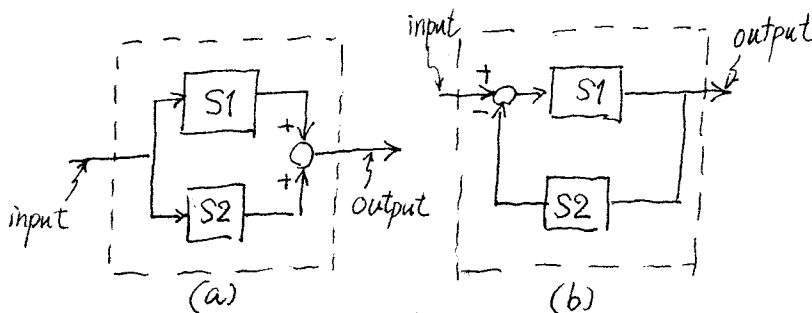 input
S1
+
+
S2
output
(a)
input
+
-
S1
S2
output
(b)